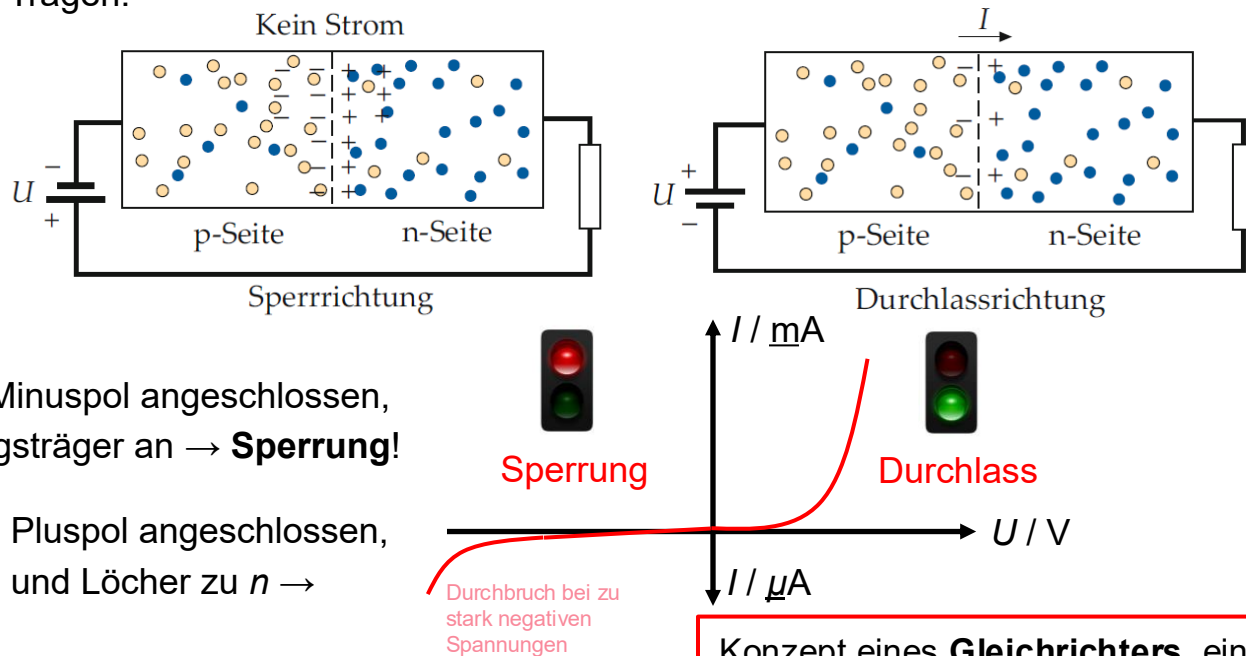 Tragen.
Kein Strom
I
− − + +
− − + +
− − + +
− +
− +
− +
− +
− +
− +
−
U
+
+
U
−
p-Seite
n-Seite
p-Seite
n-Seite
Sperrrichtung
Durchlassrichtung
I / mA
Minuspol angeschlossen,
gsträger an → Sperrung!
Sperrung
Durchlass
Pluspol angeschlossen,
und Löcher zu n →
U / V
Durchbruch bei zu
stark negativen
Spannungen
I / µA
Konzept eines Gleichrichters